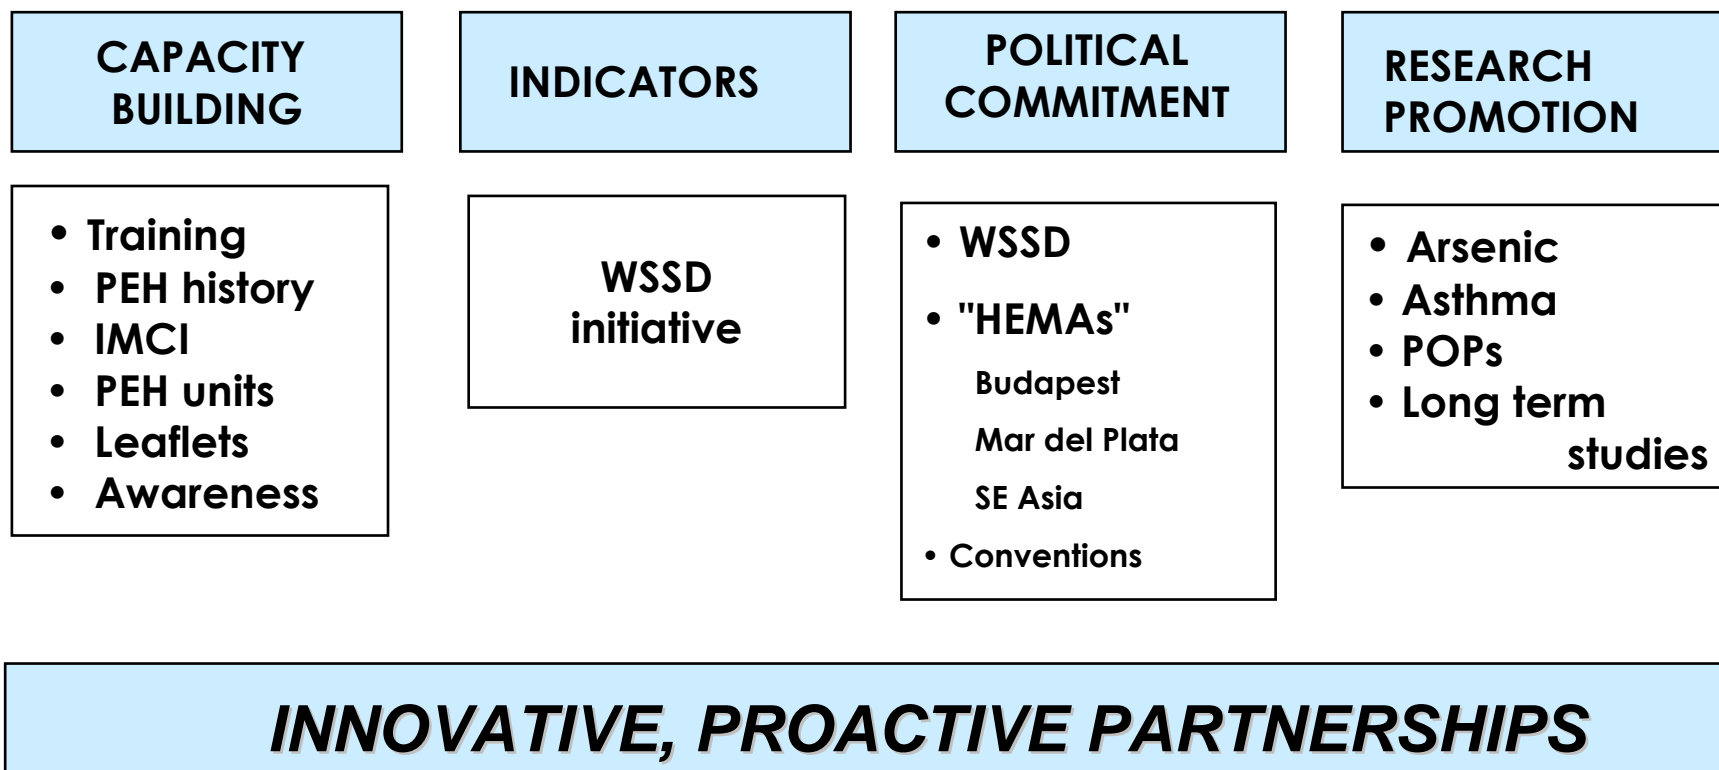 CAPACITY
BUILDING
• Training
• PEH history
• IMCI
• PEH units
• Leaflets
• Awareness
INDICATORS
WSSD
initiative
POLITICAL
COMMITMENT
• WSSD
• "HEMAs"
Budapest
Mar del Plata
SE Asia
• Conventions
RESEARCH
PROMOTION
• Arsenic
• Asthma
• POPs
• Long term
studies
INNOVATIVE, PROACTIVE PARTNERSHIPS